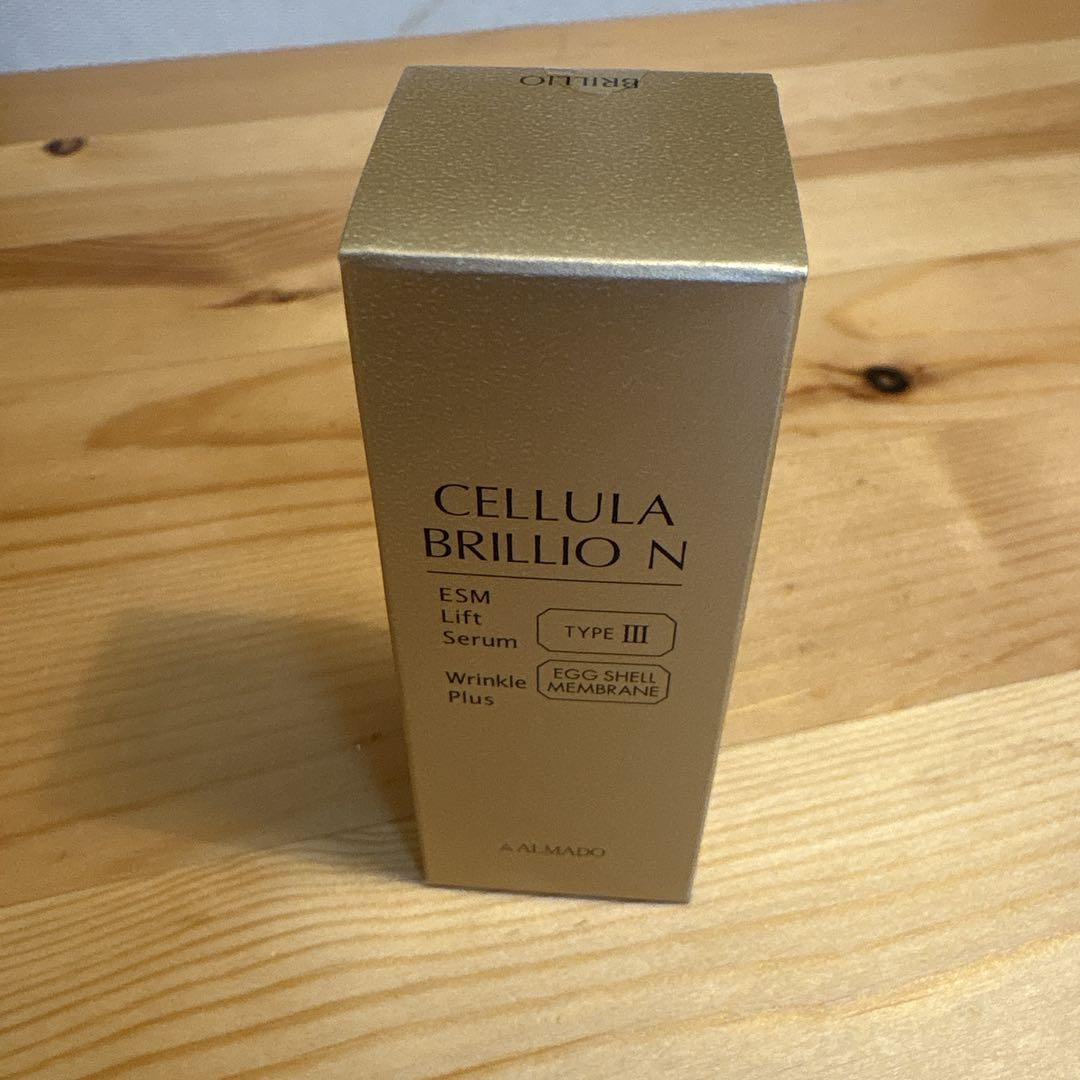 BRILLIO
CELLULA
BRILLIO N
ESM
Lift
Serum
TYPE III
Wrinkle
Plus
EGG SHELL
MEMBRANE
ALMADO